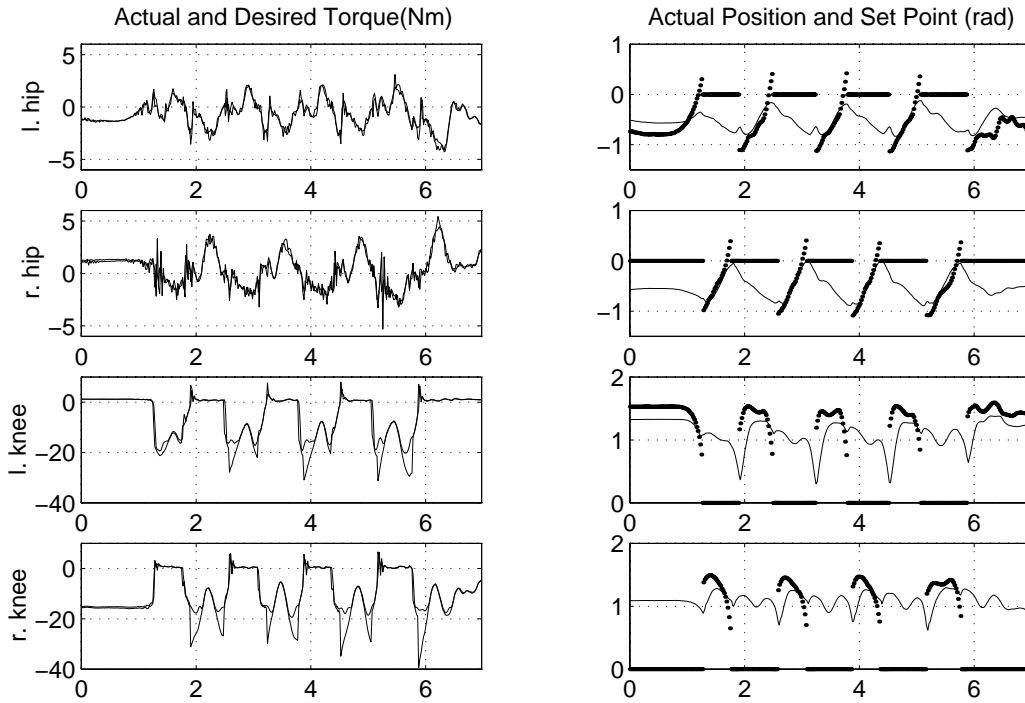 Actual and Desired Torque(Nm)
Actual Position and Set Point (rad)
l. hip
5
0
−5
0 2 4 6
1
0
−1
0 2 4 6
r. hip
5
0
−5
0 2 4 6
1
0
−1
0 2 4 6
l. knee
0
−20
−40
0 2 4 6
2
1
0
0 2 4 6
r. knee
0
−20
−40
0 2 4 6
2
1
0
0 2 4 6